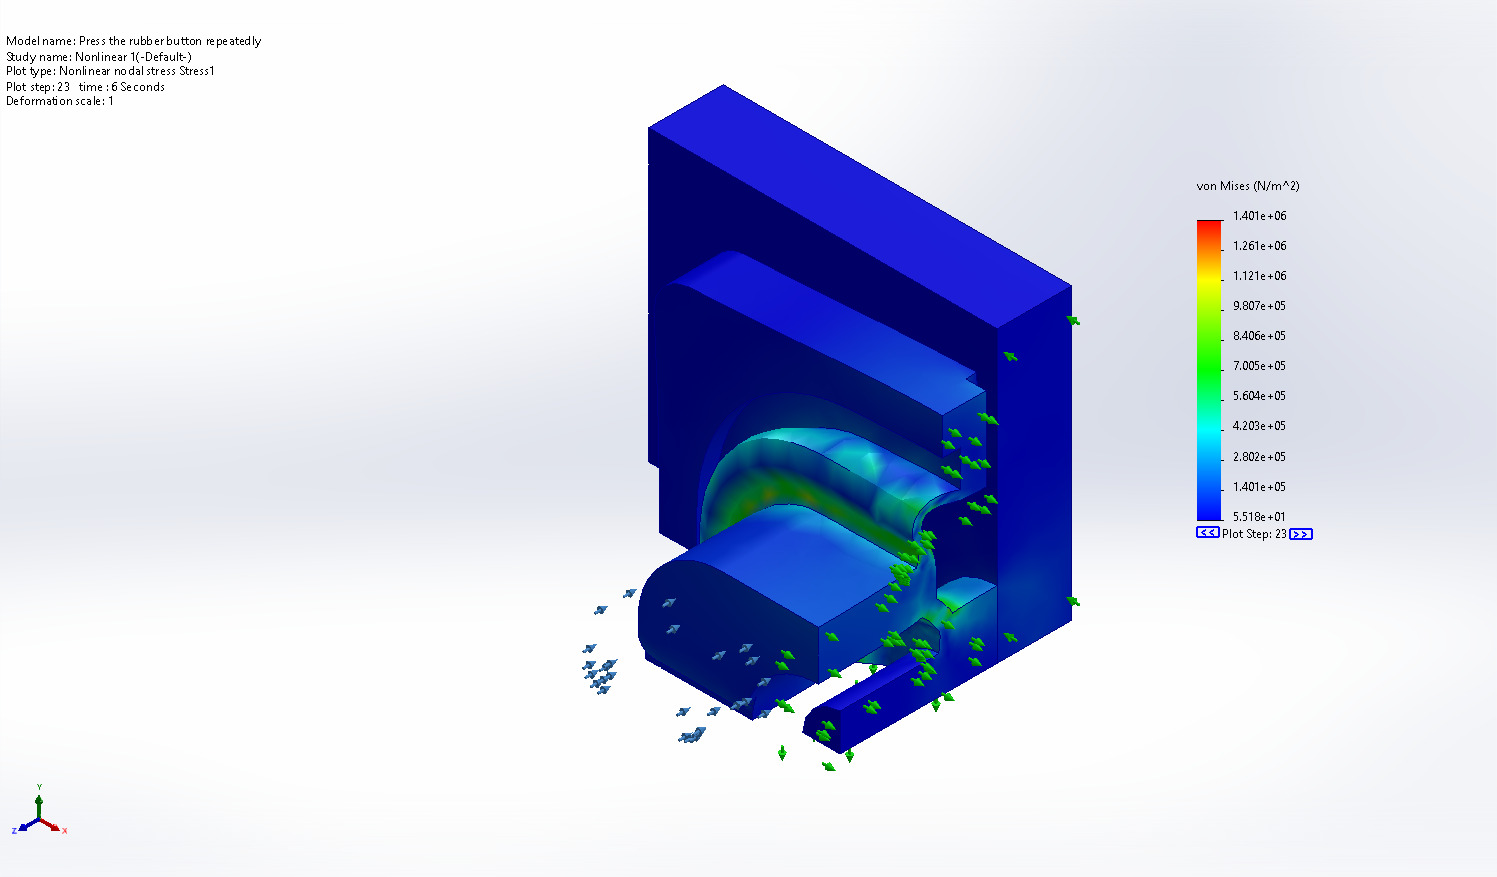 Model name: Press the rubber button repeatedly
Study name: Nonlinear 1(-Default-)
Plot type: Nonlinear nodal stress Stress1
Plot step: 23 time : 6 Seconds
Deformation scale: 1
von Mises (N/m^2)
1.401e+06
1.261e+06
1.121e+06
9.807e+05
8.406e+05
7.005e+05
5.604e+05
4.203e+05
2.802e+05
1.401e+05
5.518e+01
<< Plot Step: 23 >>
Y
Z X